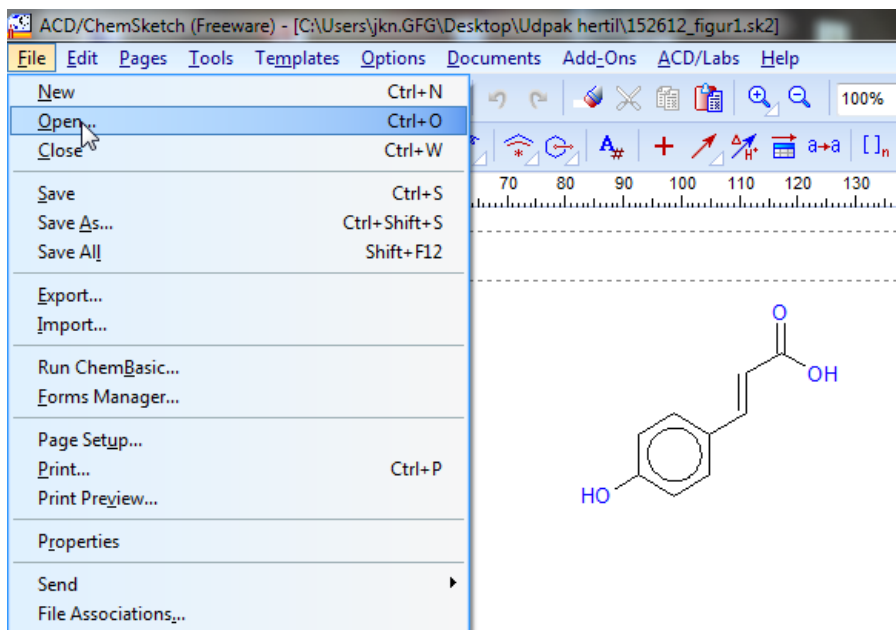 ACD/ChemSketch (Freeware) - [C:\Users\jkn.GFG\Desktop\Udpak hertil\152612_figur1.sk2]
File Edit Pages Tools Templates Options Documents Add-Ons ACD/Labs Help
New Ctrl+N
Open... Ctrl+O
Close Ctrl+W
Save Ctrl+S
Save As... Ctrl+Shift+S
Save All Shift+F12
Export...
Import...
Run ChemBasic...
Forms Manager...
Page Setup...
Print... Ctrl+P
Print Preview...
Properties
Send
File Associations...
100%
A# + ΔH+ a→a [ ]n
70 80 90 100 110 120 130
O
OH
HO